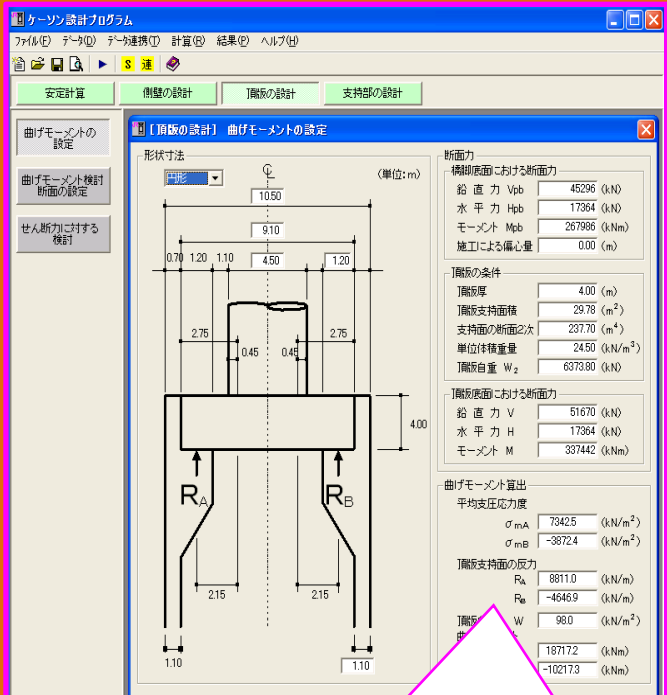 ケーソン設計プログラム
ファイル(F) データ(D) データ連携(T) 計算(R) 結果(P) ヘルプ(H)
S 連
安定計算 側壁の設計 頂版の設計 支持部の設計
曲げモーメントの
設定
曲げモーメント検討
断面の設定
せん断力に対する
検討
[頂版の設計] 曲げモーメントの設定
形状寸法
円形
(単位:m)
10.50
9.10
0.70 1.20 1.10 4.50 1.20
2.75 2.75
0.45 0.45
4.00
RA RB
2.15 2.15
1.10 1.10
断面力
橋脚底面における断面力
鉛 直 力 Vpb 45296 (kN)
水 平 力 Hpb 17364 (kN)
モーメント Mpb 267986 (kNm)
施工による偏心量 0.00 (m)
頂版の条件
頂版厚 4.00 (m)
頂版支持面積 29.78 (m²)
支持面の断面2次 237.70 (m⁴)
単位体積重量 24.50 (kN/m³)
頂版自重 W₂ 6373.80 (kN)
頂版底面における断面力
鉛 直 力 V 51670 (kN)
水 平 力 H 17364 (kN)
モーメント M 337442 (kNm)
曲げモーメント算出
平均支圧応力度
σmA 7342.5 (kN/m²)
σmB -3872.4 (kN/m²)
頂版支持面の反力
RA 8811.0 (kN/m)
RB -4646.9 (kN/m)
頂版 W 98.0 (kN/m²)
18717.2 (kNm)
-10217.3 (kNm)